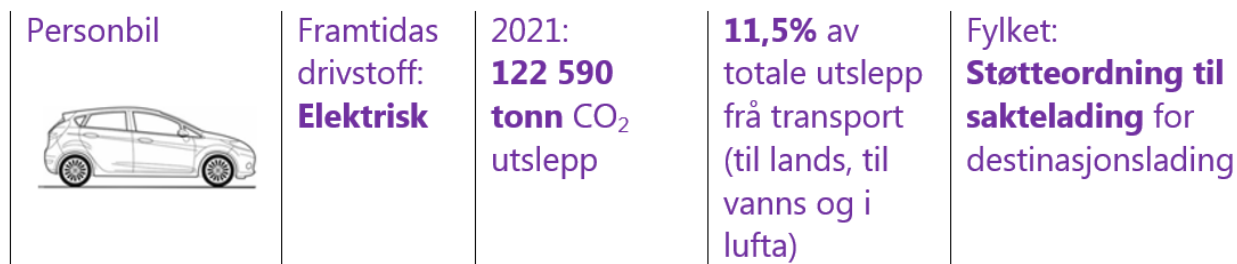 Personbil
Framtidas
drivstoff:
Elektrisk
2021:
122 590
tonn CO₂
utslepp
11,5% av
totale utslepp
frå transport
(til lands, til
vanns og i
lufta)
Fylket:
Støtteordning til
saktelading for
destinasjonslading